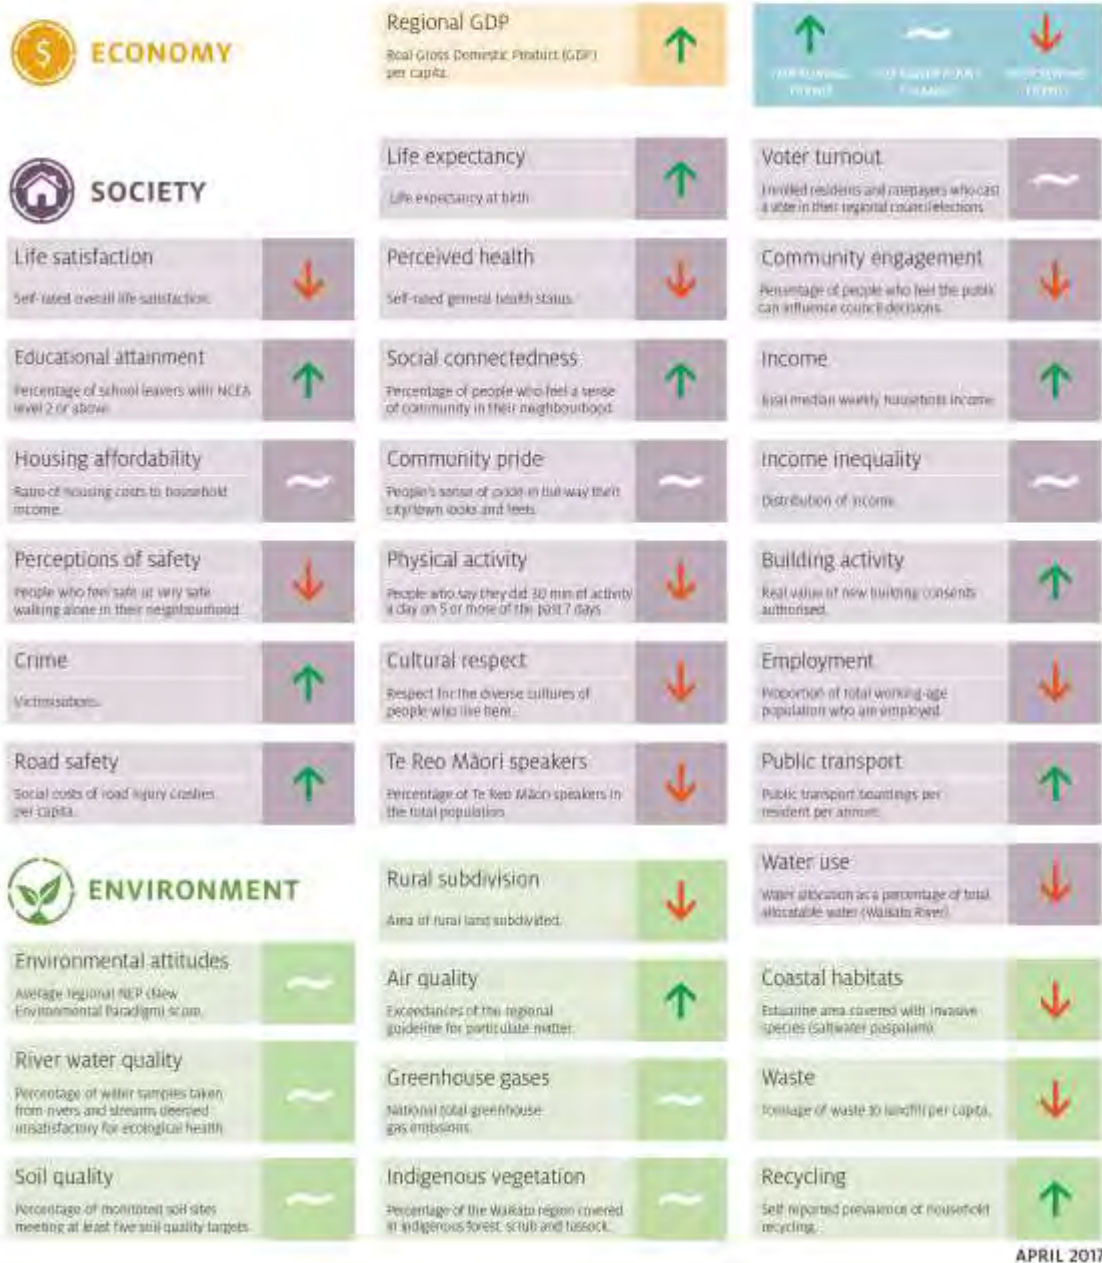 $ ECONOMY
Regional GDP
Real Gross Domestic Product (GDP)
per capita.
SOCIETY
Life expectancy
Life expectancy at birth
Voter turnout
Enrolled residents and ratepayers who cast
a vote in their regional council elections.
Life satisfaction
Self-rated overall life satisfaction.
Perceived health
Self-rated general health status.
Community engagement
Percentage of people who feel the public
can influence council decisions.
Educational attainment
Percentage of school leavers with NCEA
level 2 or above.
Social connectedness
Percentage of people who feel a sense
of community in their neighbourhood.
Income
Real median weekly household income.
Housing affordability
Ratio of housing costs to household
income.
Community pride
People's sense of pride in the way their
city/town looks and feels.
Income inequality
Distribution of income.
Perceptions of safety
People who feel safe or very safe
walking alone in their neighbourhood.
Physical activity
People who say they did 30 min of activity
a day on 5 or more of the past 7 days.
Building activity
Real value of new building consents
authorised.
Crime
Victimisations.
Cultural respect
Respect for the diverse cultures of
people who live here.
Employment
Proportion of total working-age
population who are employed.
Road safety
Social costs of road injury crashes
per capita.
Te Reo Māori speakers
Percentage of Te Reo Māori speakers in
the total population.
Public transport
Public transport boardings per
resident per annum.
Water use
Water allocation as a percentage of total
allocatable water (Waikato River).
ENVIRONMENT
Rural subdivision
Area of rural land subdivided.
Environmental attitudes
Average regional NEP (New
Environmental Paradigm) score.
Air quality
Exceedances of the regional
guideline for particulate matter.
Coastal habitats
Estuarine area covered with invasive
species (saltwater paspalum).
River water quality
Percentage of water samples taken
from rivers and streams deemed
unsatisfactory for ecological health.
Greenhouse gases
National total greenhouse
gas emissions.
Waste
Tonnage of waste to landfill per capita.
Soil quality
Percentage of monitored soil sites
meeting at least five soil quality targets.
Indigenous vegetation
Percentage of the Waikato region covered
in indigenous forest, scrub and tussock.
Recycling
Self reported prevalence of household
recycling.
APRIL 2017